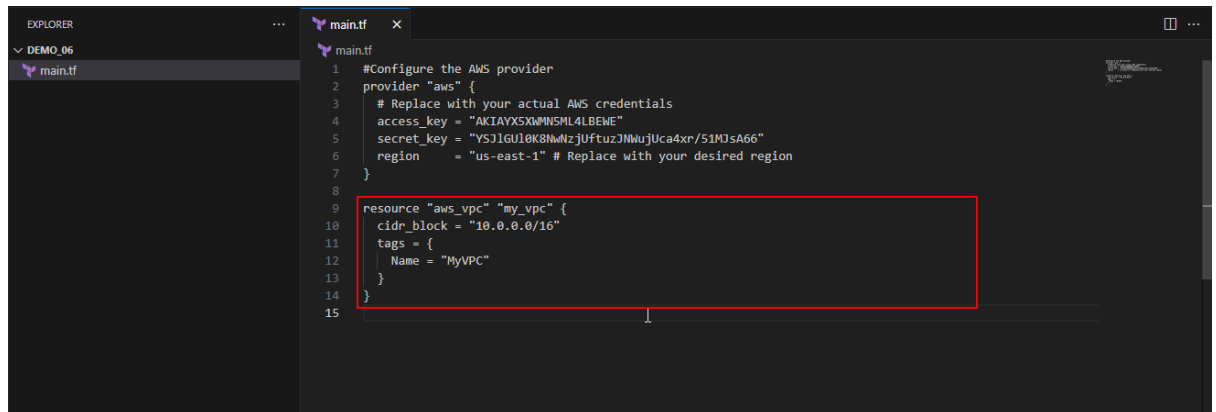 EXPLORER
DEMO_06
main.tf
main.tf
main.tf
1 #Configure the AWS provider
2 provider "aws" {
3 # Replace with your actual AWS credentials
4 access_key = "AKIAYX5XWMN5ML4LBEWE"
5 secret_key = "YSJlGUl0K8NwNzjUftuzJNWujUca4xr/51MJsA66"
6 region = "us-east-1" # Replace with your desired region
7 }
8
9 resource "aws_vpc" "my_vpc" {
10 cidr_block = "10.0.0.0/16"
11 tags = {
12 Name = "MyVPC"
13 }
14 }
15